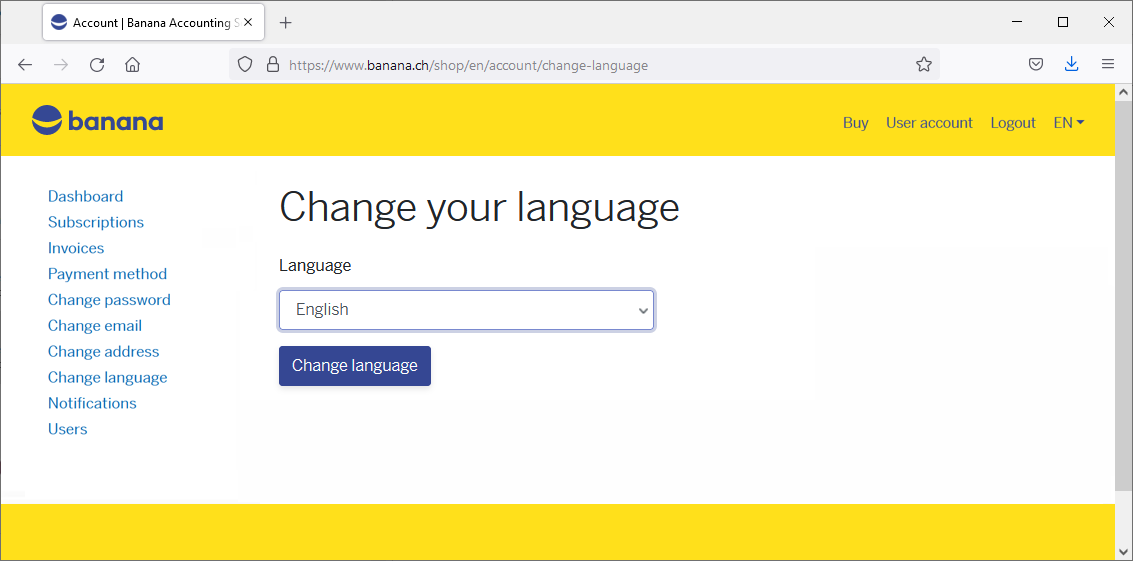 Account | Banana Accounting S
https://www.banana.ch/shop/en/account/change-language
banana
Buy User account Logout EN
Dashboard
Subscriptions
Invoices
Payment method
Change password
Change email
Change address
Change language
Notifications
Users
Change your language
Language
English
Change language